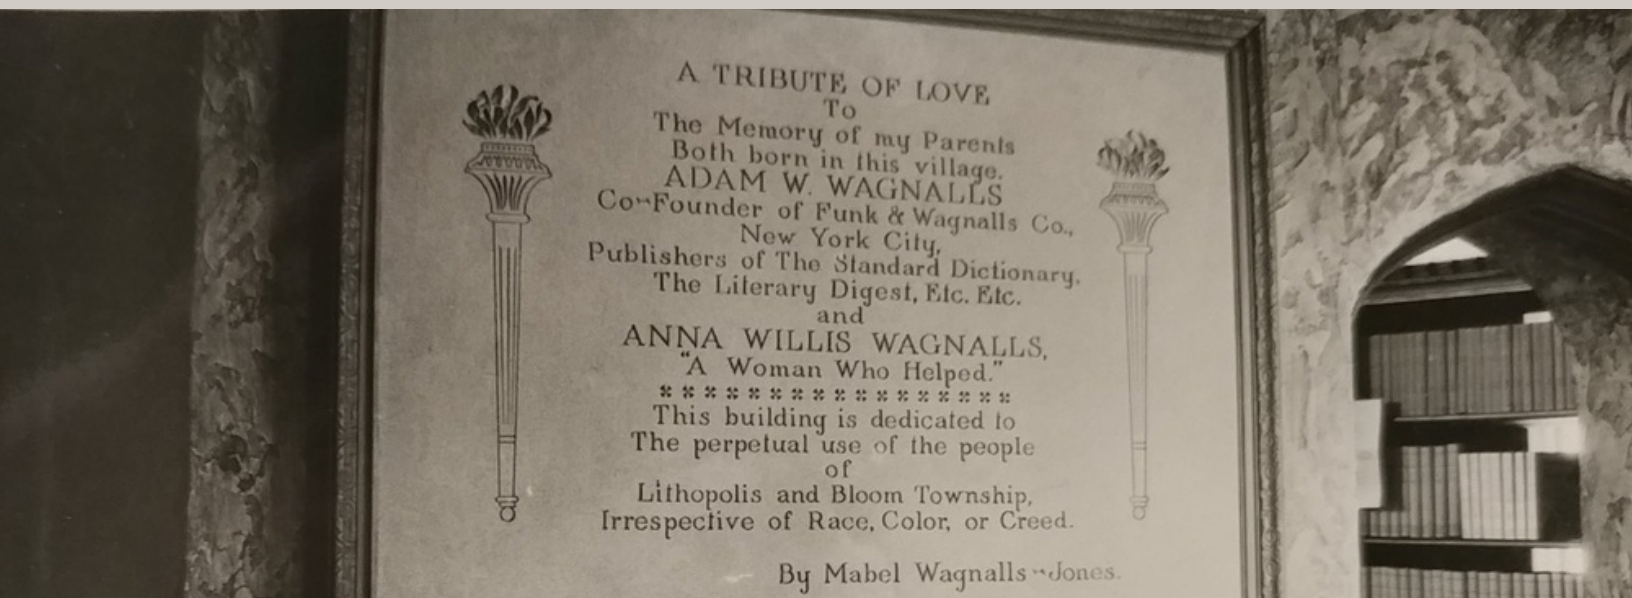 A TRIBUTE OF LOVE
To
The Memory of my Parents
Both born in this village.
ADAM W. WAGNALLS
Co-Founder of Funk & Wagnalls Co.,
New York City,
Publishers of The Standard Dictionary,
The Literary Digest, Etc. Etc.
and
ANNA WILLIS WAGNALLS,
"A Woman Who Helped."
This building is dedicated to
The perpetual use of the people
of
Lithopolis and Bloom Township,
Irrespective of Race, Color, or Creed.
By Mabel Wagnalls-Jones.